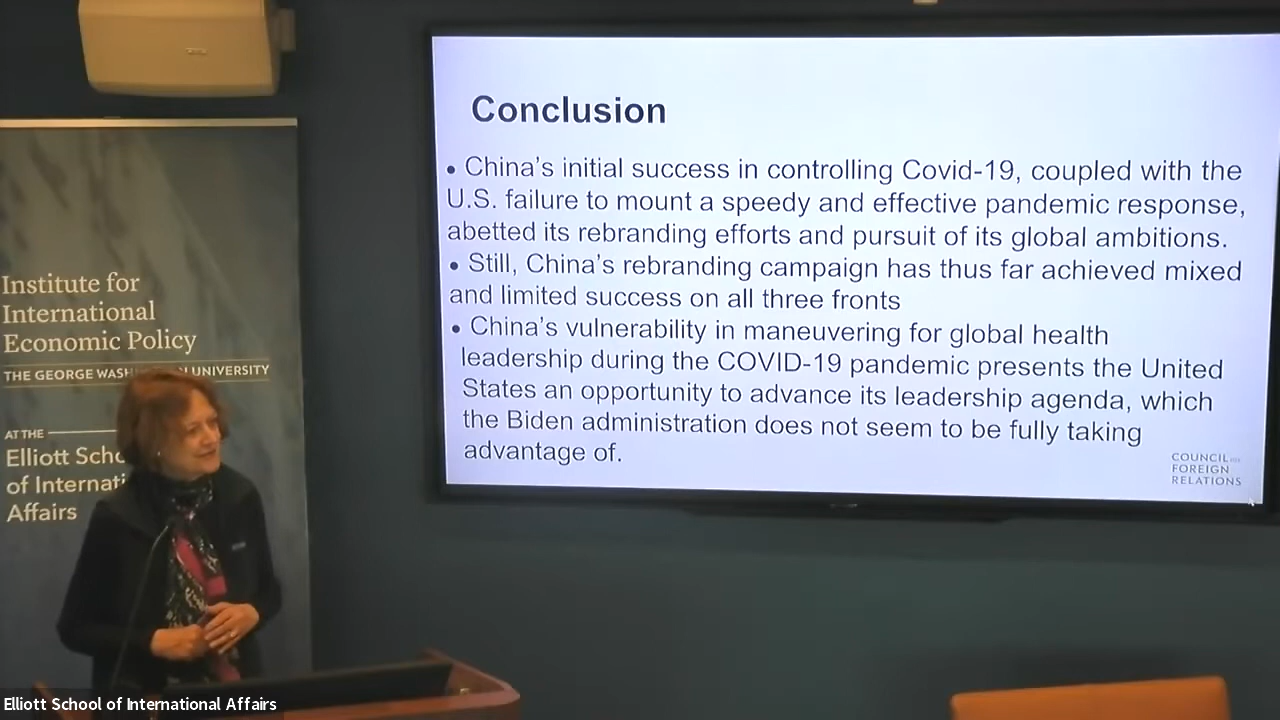 Conclusion
• China's initial success in controlling Covid-19, coupled with the
U.S. failure to mount a speedy and effective pandemic response,
abetted its rebranding efforts and pursuit of its global ambitions.
• Still, China's rebranding campaign has thus far achieved mixed
and limited success on all three fronts
• China's vulnerability in maneuvering for global health
leadership during the COVID-19 pandemic presents the United
States an opportunity to advance its leadership agenda, which
the Biden administration does not seem to be fully taking
advantage of.
COUNCIL
FOREIGN
RELATIONS
Institute for
International
Economic Policy
THE GEORGE UNIVERSITY
AT THE
Elliott
of
Affairs
Elliott School of International Affairs